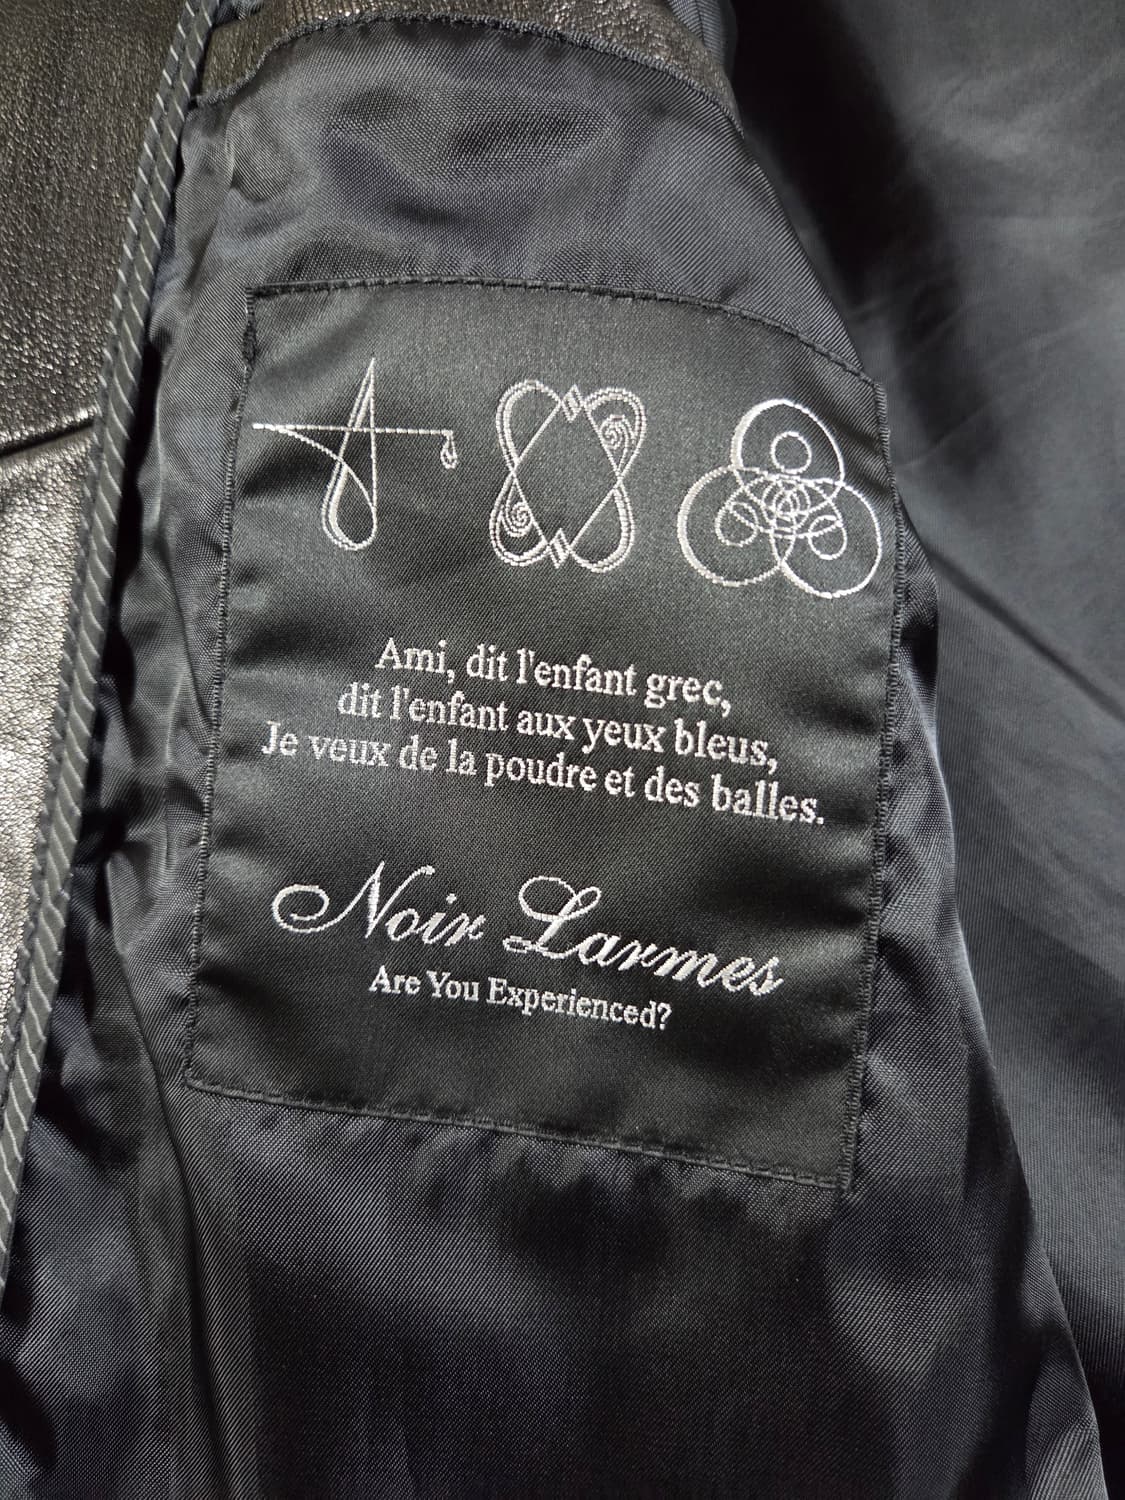 Ami, dit l'enfant grec,
dit l'enfant aux yeux bleus,
Je veux de la poudre et des balles.
Noir Larmes
Are You Experienced?